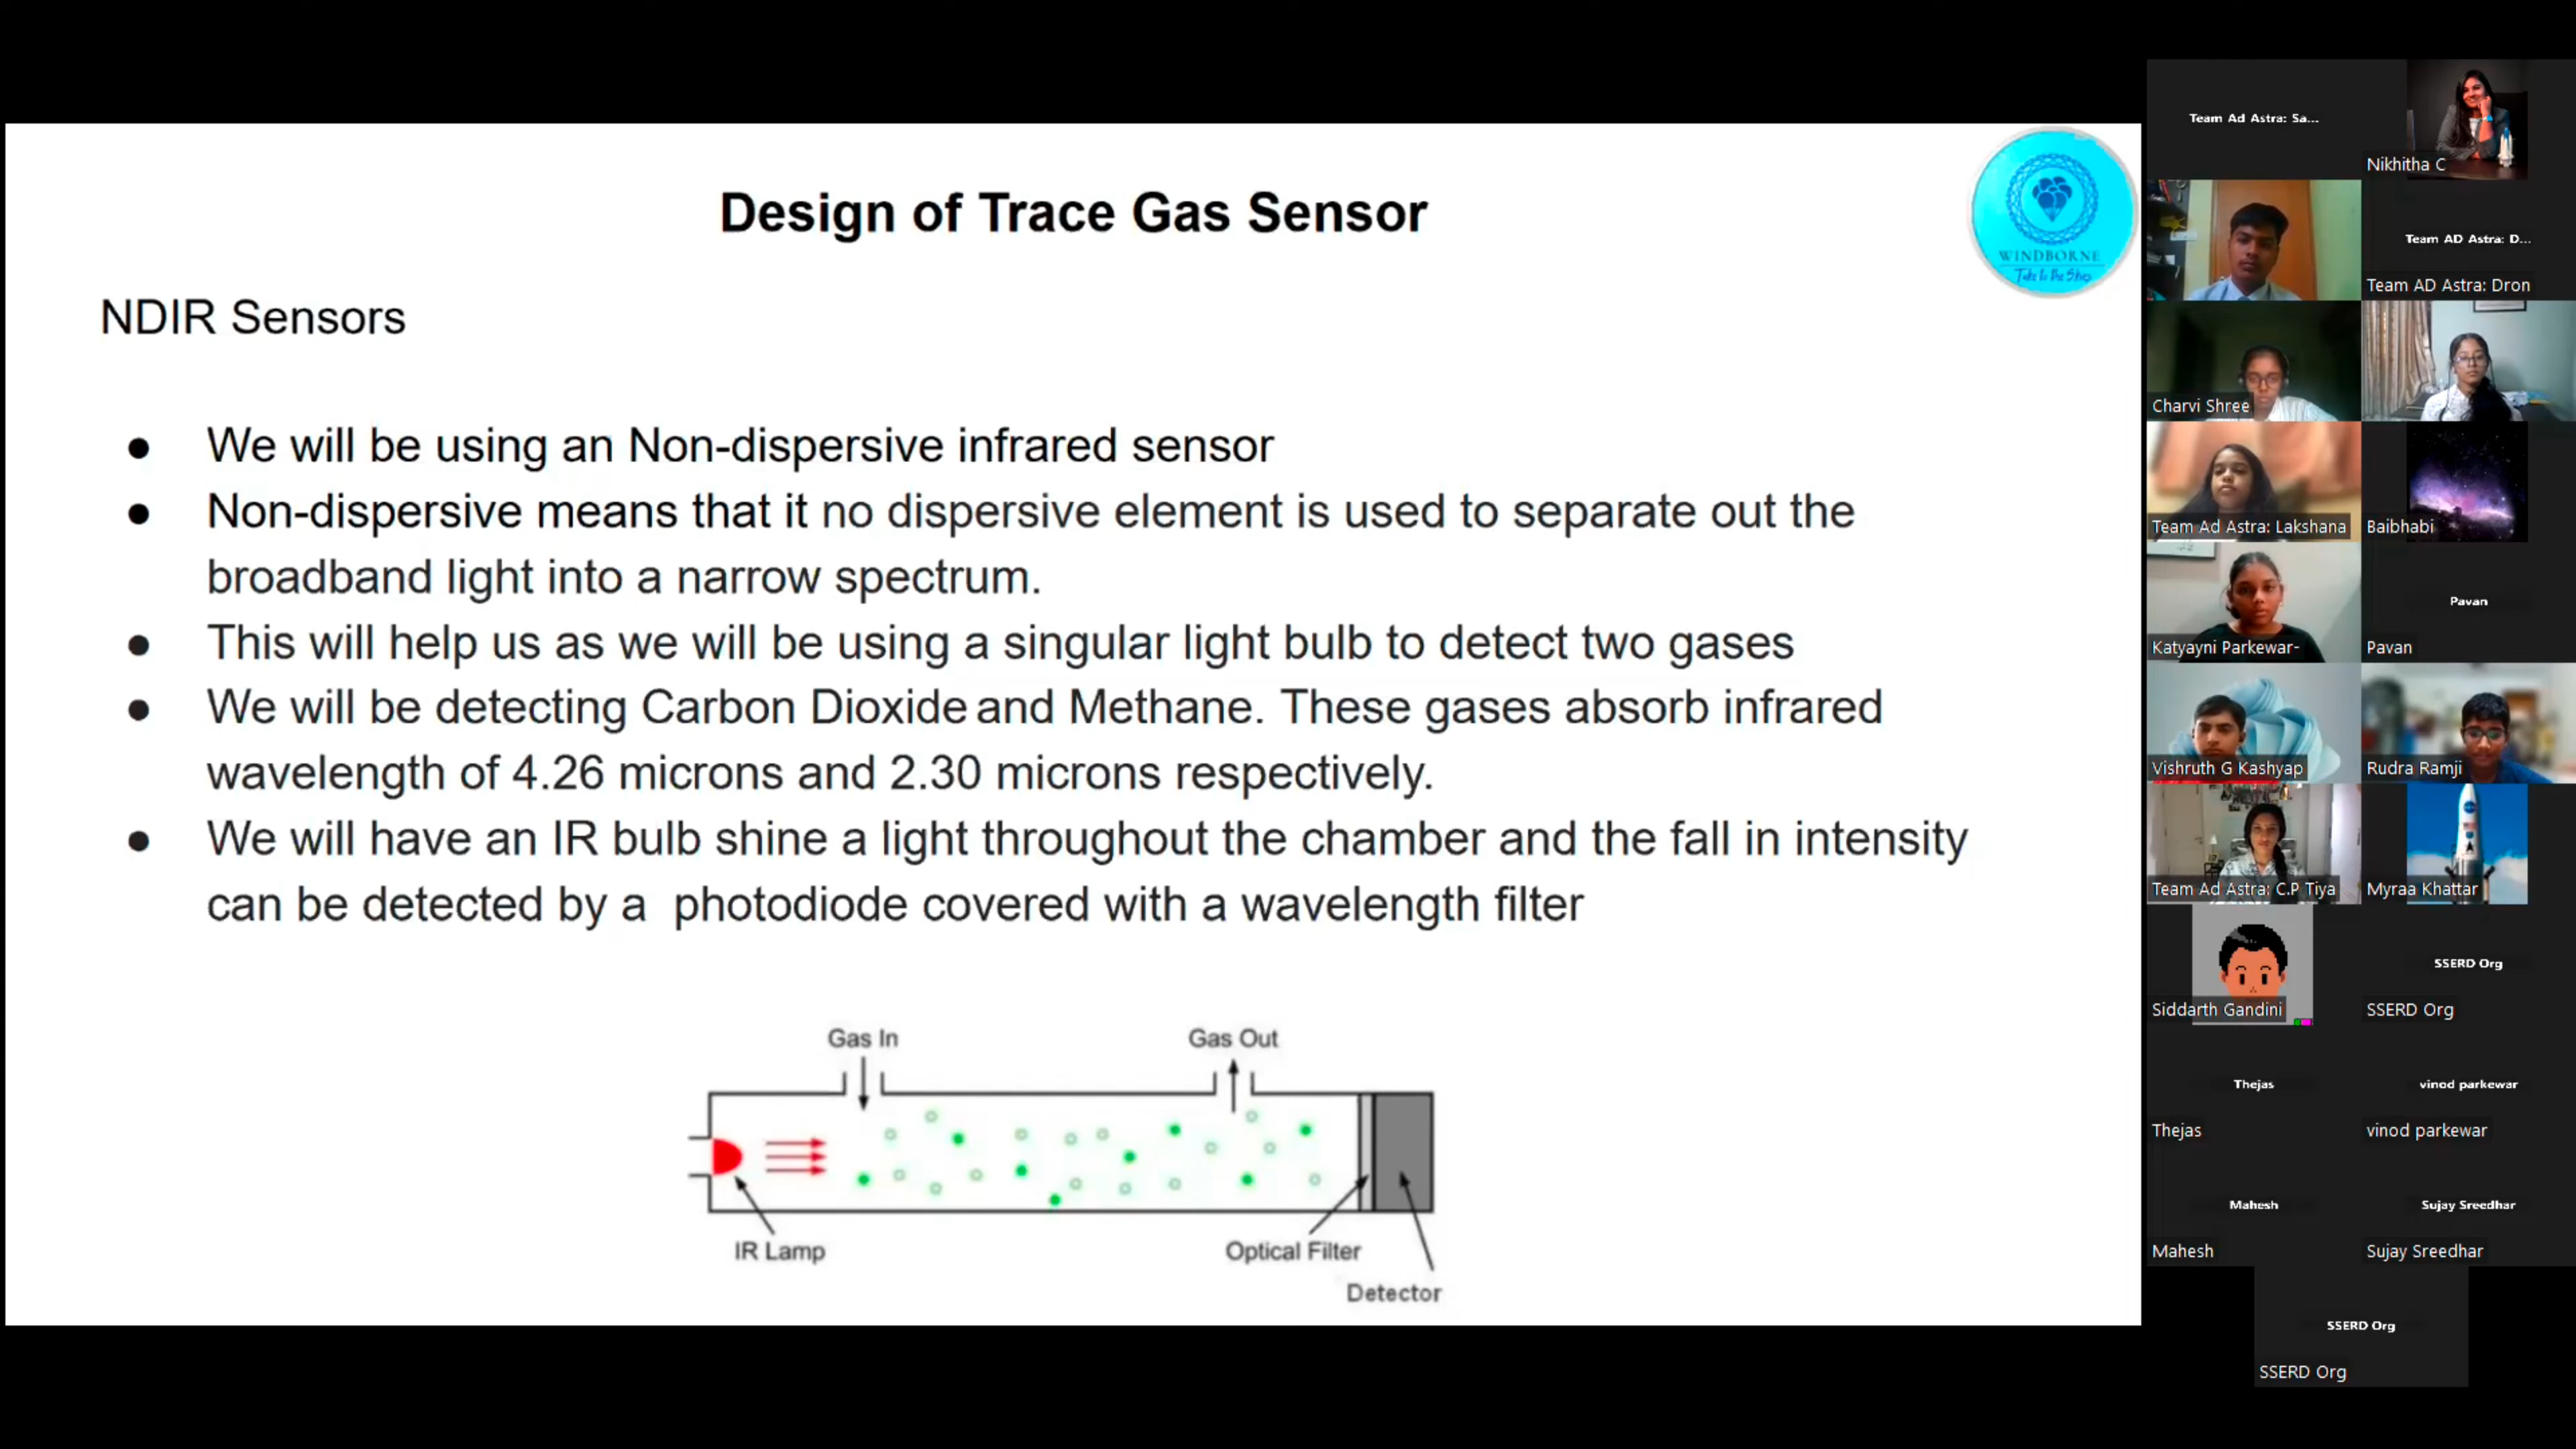 Design of Trace Gas Sensor
WINDBORNE
Take to the Skies
NDIR Sensors
● We will be using an Non-dispersive infrared sensor
● Non-dispersive means that it no dispersive element is used to separate out the
broadband light into a narrow spectrum.
● This will help us as we will be using a singular light bulb to detect two gases
● We will be detecting Carbon Dioxide and Methane. These gases absorb infrared
wavelength of 4.26 microns and 2.30 microns respectively.
● We will have an IR bulb shine a light throughout the chamber and the fall in intensity
can be detected by a photodiode covered with a wavelength filter
Gas In
Gas Out
IR Lamp
Optical Filter
Detector
Team Ad Astra: Sa...
Nikhitha C
Team AD Astra: D...
Team AD Astra: Dron
Charvi Shree
Team Ad Astra: Lakshana
Baibhabi
Katyayni Parkewar-
Pavan
Pavan
Vishruth G Kashyap
Rudra Ramji
Team Ad Astra: C.P Tiya
Myraa Khattar
Siddarth Gandini
SSERD Org
SSERD Org
Thejas
Thejas
vinod parkewar
vinod parkewar
Mahesh
Mahesh
Sujay Sreedhar
Sujay Sreedhar
SSERD Org
SSERD Org